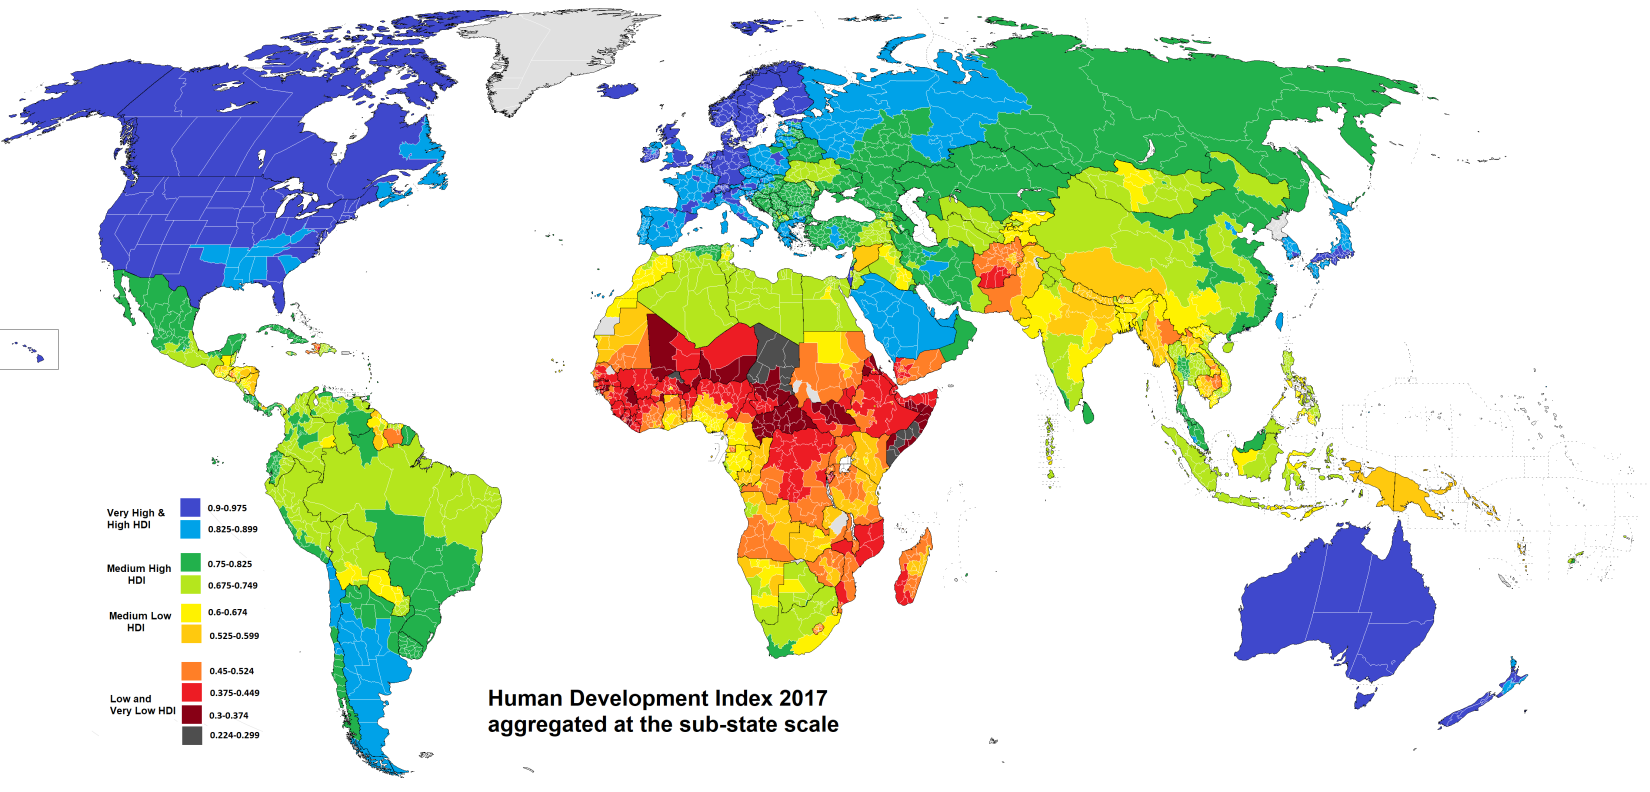 Very High &
High HDI
0.9-0.975
0.825-0.899
Medium High
HDI
0.75-0.825
0.675-0.749
Medium Low
HDI
0.6-0.674
0.525-0.599
Low and
Very Low HDI
0.45-0.524
0.375-0.449
0.3-0.374
0.224-0.299
Human Development Index 2017
aggregated at the sub-state scale